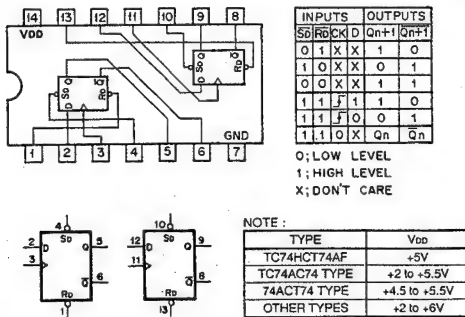 14 13 12 11 10 9 8
VDD
Q SD D
Q RD
SD Q
RD Q
D
GND
1 2 3 4 5 6 7
INPUTS OUTPUTS
SD RD CK D Qn+1 Qn+1
0 1 X X 1 0
1 0 X X 0 1
0 0 X X 1 1
1 1 1 1 0
1 1 0 0 1
1 1 0 X Qn Qn
0; LOW LEVEL
1; HIGH LEVEL
X; DON'T CARE
4 10
SD SD
2 D Q 5 12 D Q 9
3 11
Q 6 Q 8
RD RD
1 13
NOTE :
TYPE VDD
TC74HCT74AF +5V
TC74AC74 TYPE +2 to +5.5V
74ACT74 TYPE +4.5 to +5.5V
OTHER TYPES +2 to +6V